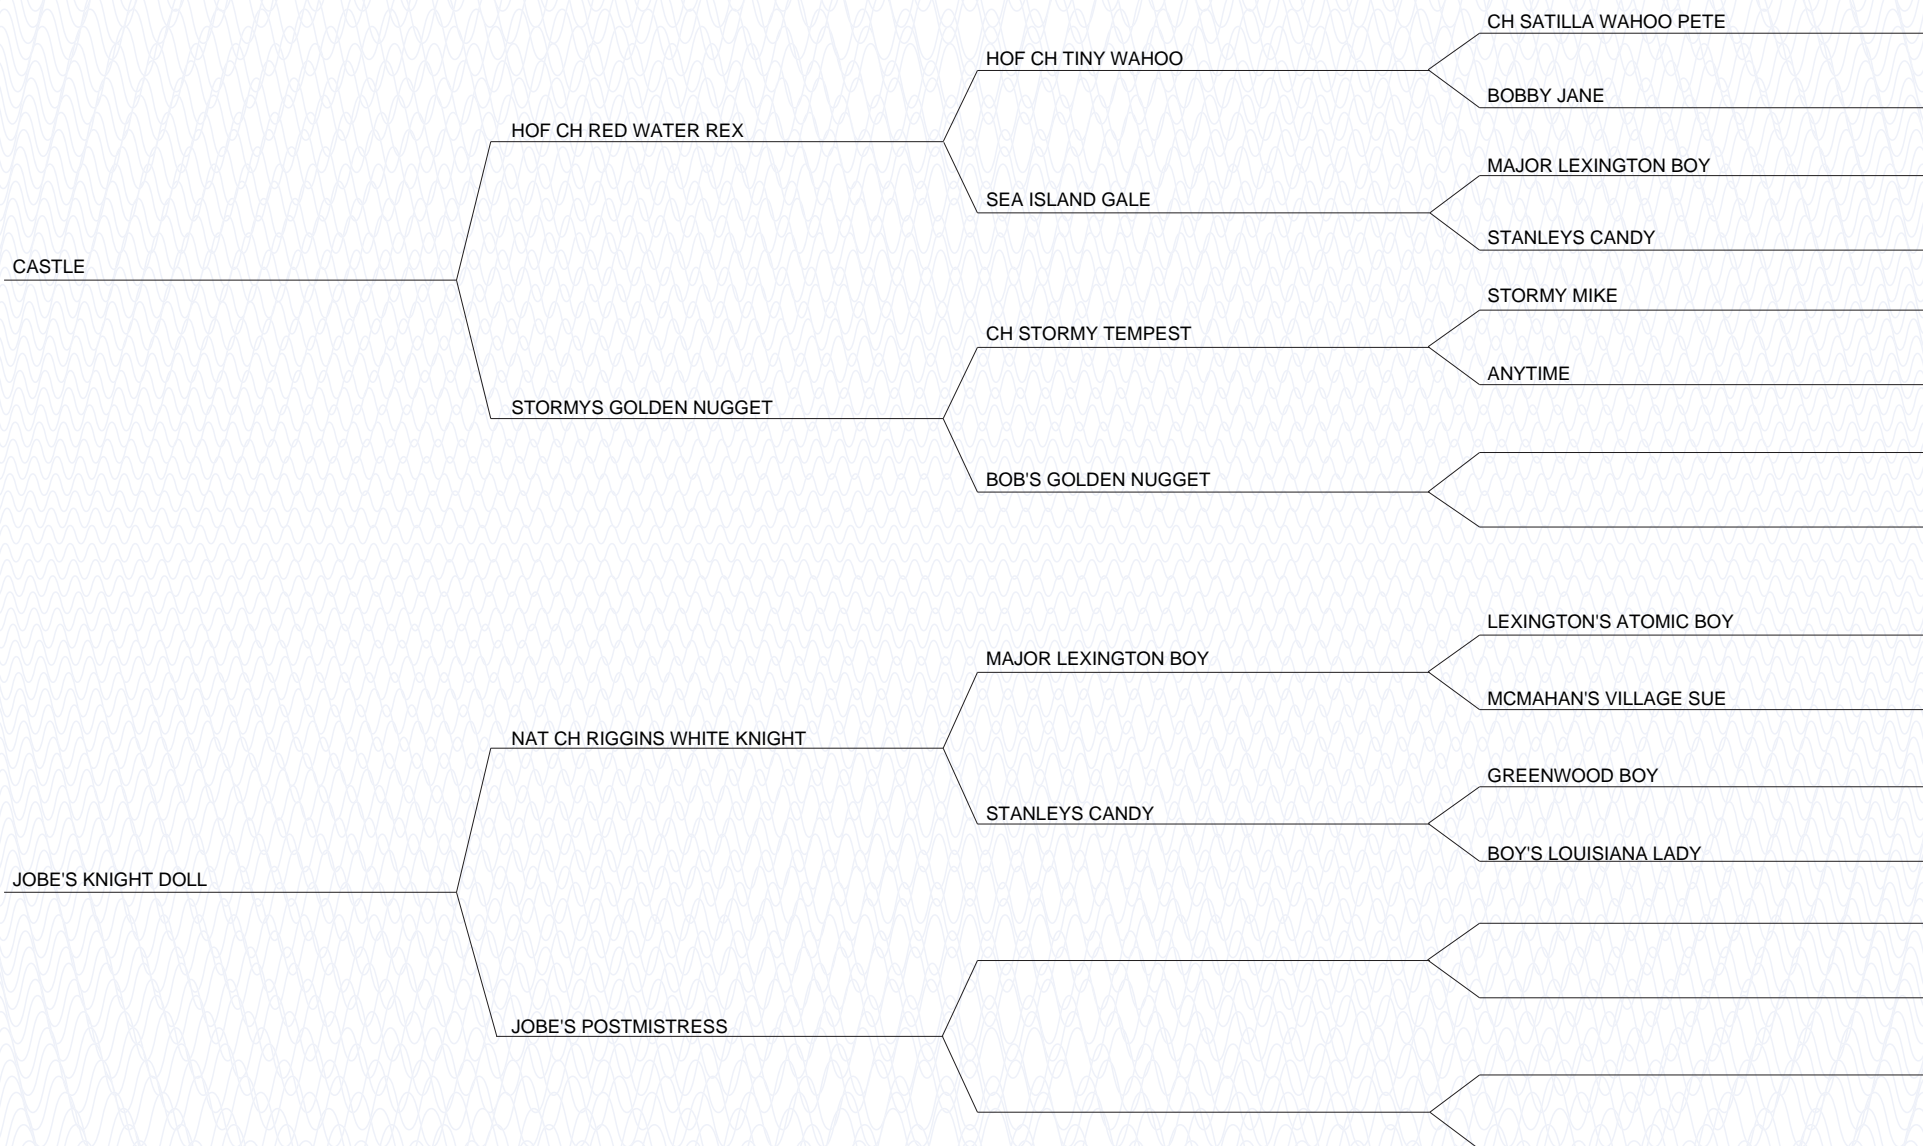 CH SATILLA WAHOO PETE
HOF CH TINY WAHOO
BOBBY JANE
HOF CH RED WATER REX
MAJOR LEXINGTON BOY
SEA ISLAND GALE
STANLEYS CANDY
CASTLE
STORMY MIKE
CH STORMY TEMPEST
ANYTIME
STORMYS GOLDEN NUGGET
BOB'S GOLDEN NUGGET
LEXINGTON'S ATOMIC BOY
MAJOR LEXINGTON BOY
MCMAHAN'S VILLAGE SUE
NAT CH RIGGINS WHITE KNIGHT
GREENWOOD BOY
STANLEYS CANDY
BOY'S LOUISIANA LADY
JOBE'S KNIGHT DOLL
JOBE'S POSTMISTRESS